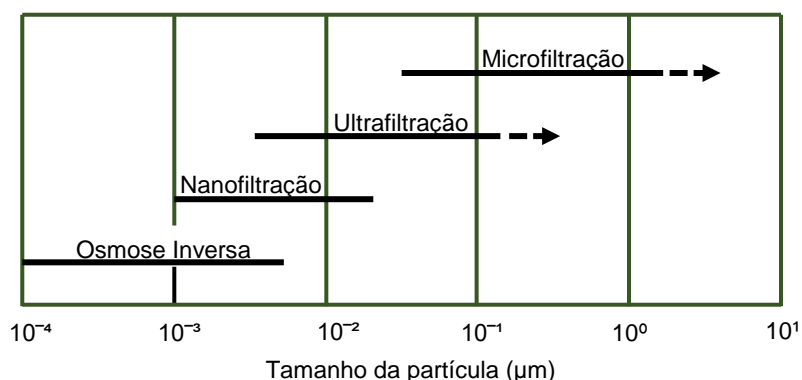 Microfiltração
Ultrafiltração
Nanofiltração
Osmose Inversa
10⁻⁴ 10⁻³ 10⁻² 10⁻¹ 10⁰ 10¹
Tamanho da partícula (µm)